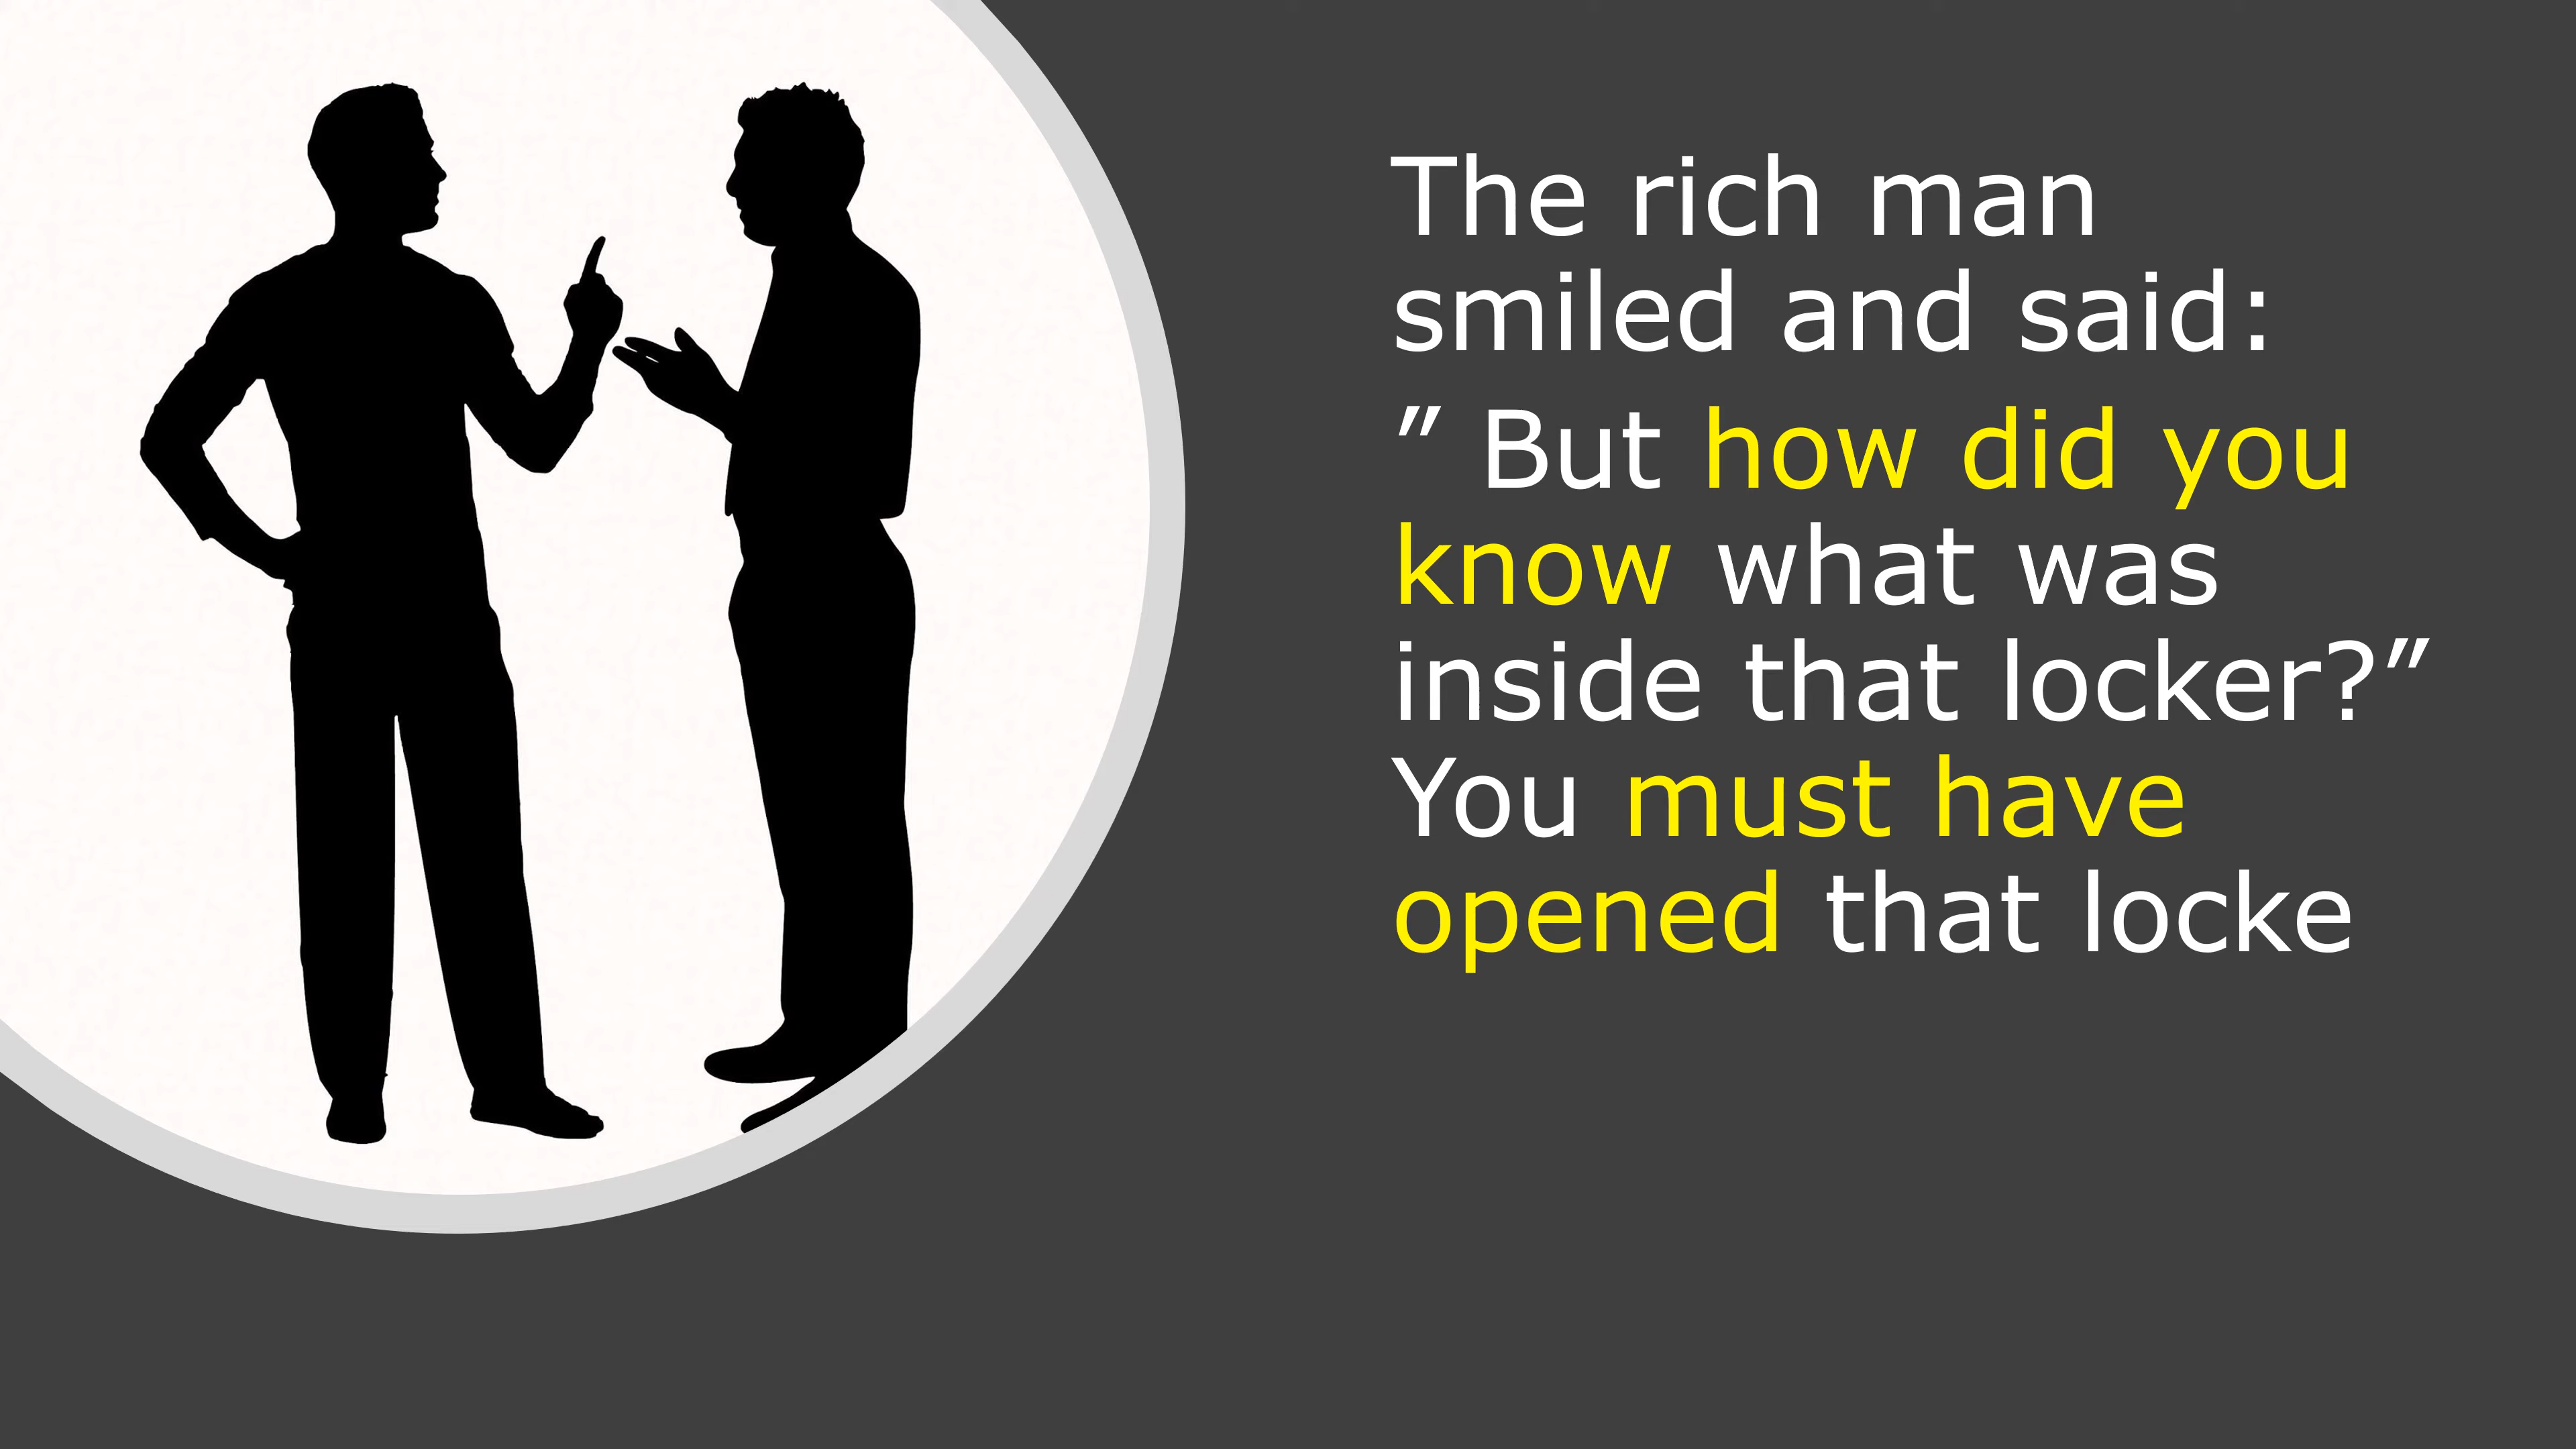 The rich man
smiled and said:
” But how did you
know what was
inside that locker?”
You must have
opened that locke